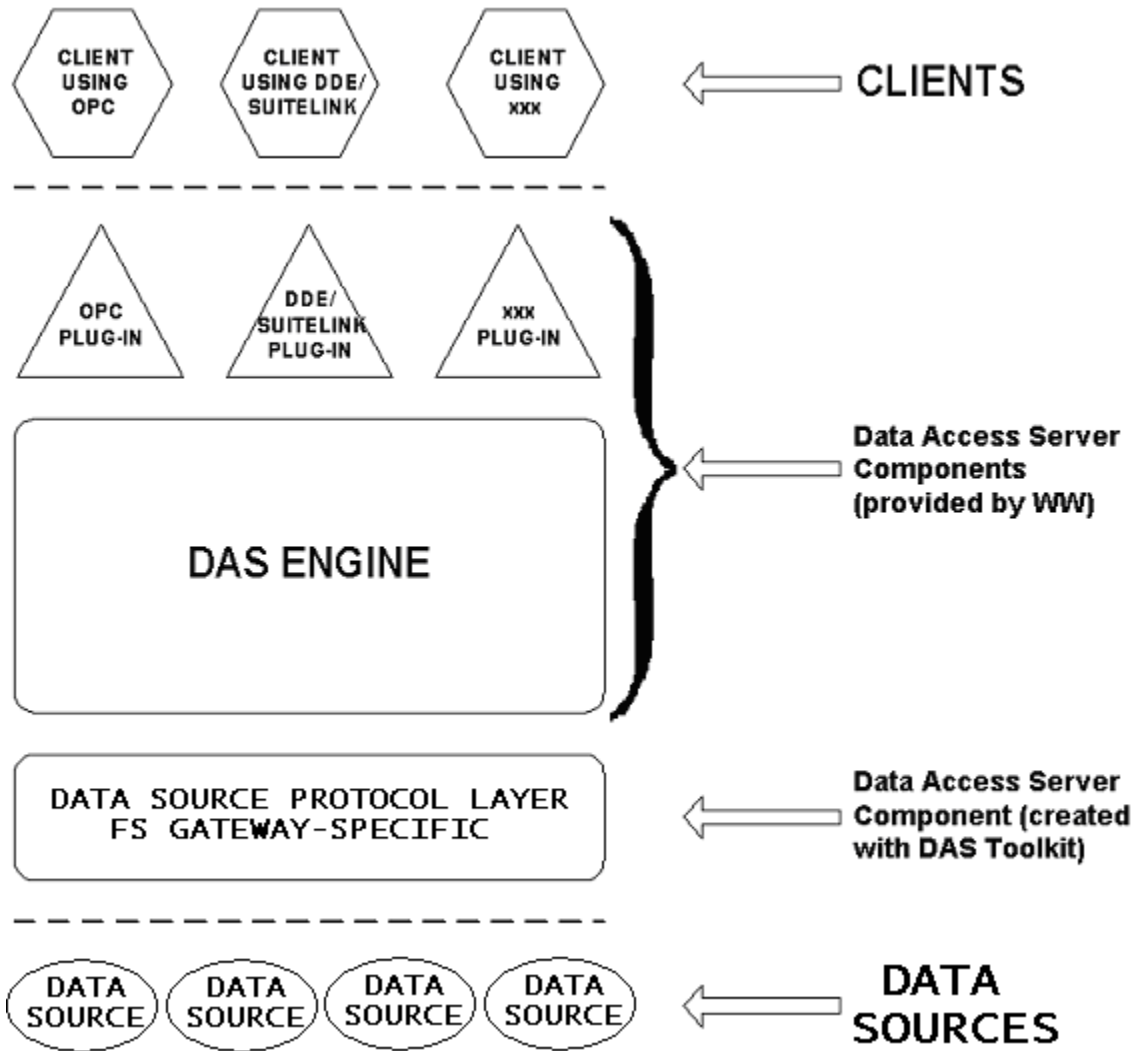 CLIENT
USING
OPC
CLIENT
USING DDE/
SUITELINK
CLIENT
USING
xxx
CLIENTS
OPC
PLUG-IN
DDE/
SUITELINK
PLUG-IN
xxx
PLUG-IN
Data Access Server
Components
(provided by WW)
DAS ENGINE
DATA SOURCE PROTOCOL LAYER
FS GATEWAY-SPECIFIC
Data Access Server
Component (created
with DAS Toolkit)
DATA
SOURCE
DATA
SOURCE
DATA
SOURCE
DATA
SOURCE
DATA
SOURCES